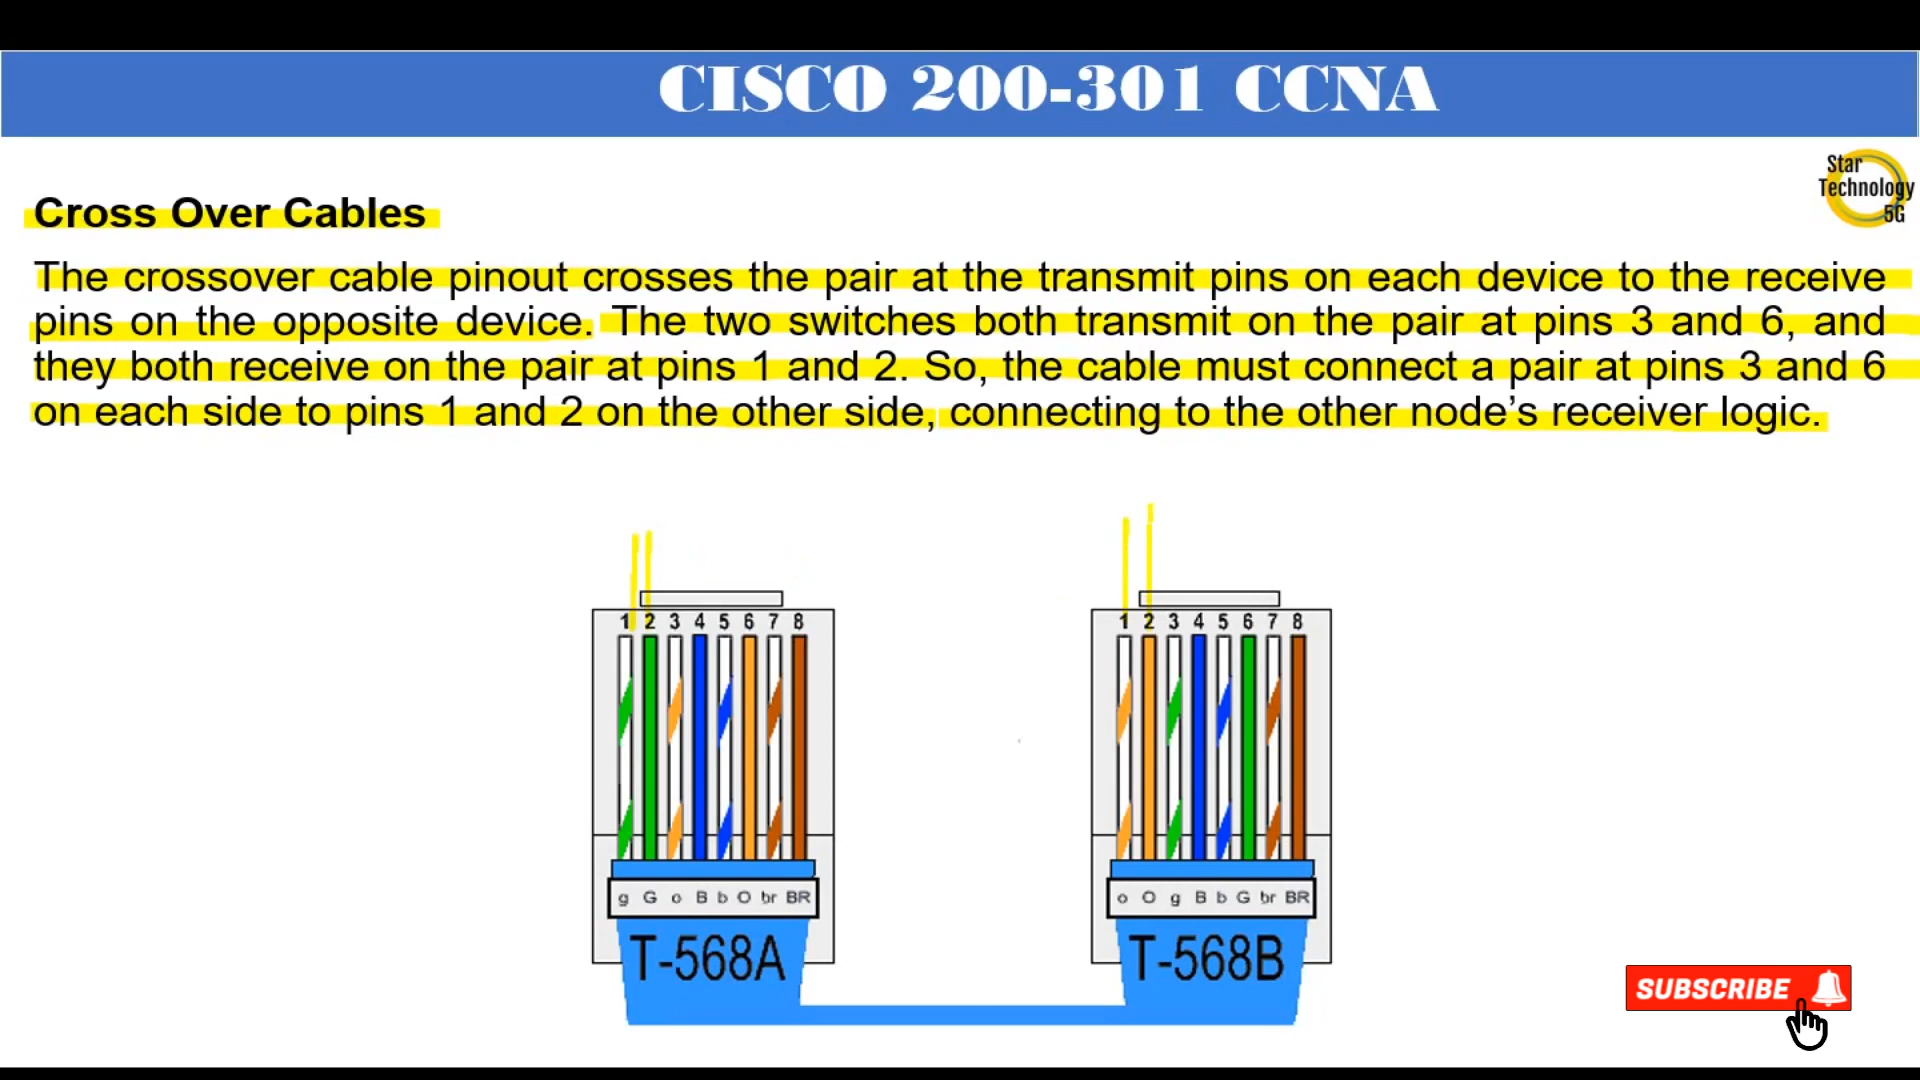 CISCO 200-301 CCNA
Star
Technology
5G
Cross Over Cables
The crossover cable pinout crosses the pair at the transmit pins on each device to the receive
pins on the opposite device. The two switches both transmit on the pair at pins 3 and 6, and
they both receive on the pair at pins 1 and 2. So, the cable must connect a pair at pins 3 and 6
on each side to pins 1 and 2 on the other side, connecting to the other node’s receiver logic.
1 2 3 4 5 6 7 8
g G o B b O br BR
T-568A
1 2 3 4 5 6 7 8
o O g B b G br BR
T-568B
SUBSCRIBE